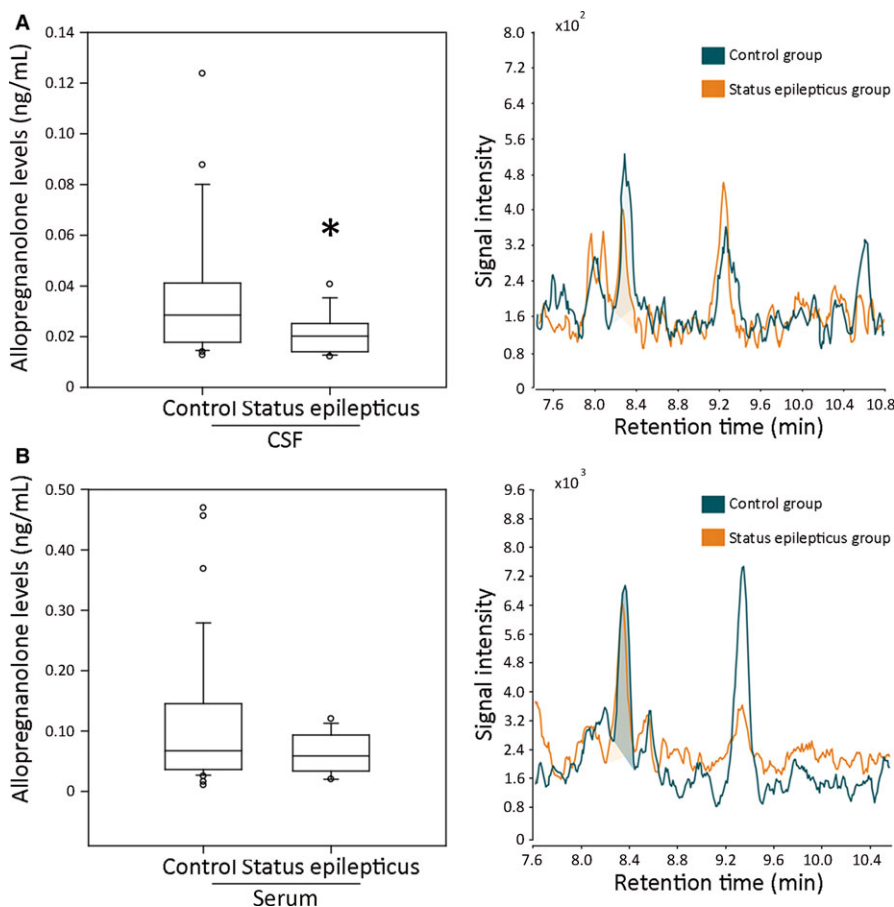 A
Allopregnanolone levels (ng/mL)
0.14
0.12
0.10
0.08
0.06
0.04
0.02
0
*
Control Status epilepticus
CSF
x10²
Signal intensity
8.0
7.2
6.4
5.6
4.8
4.0
3.2
2.4
1.6
0.8
0
Control group
Status epilepticus group
7.6 8.0 8.4 8.8 9.2 9.6 10.0 10.4 10.8
Retention time (min)
B
Allopregnanolone levels (ng/mL)
0.50
0.40
0.30
0.20
0.10
0
Control Status epilepticus
Serum
x10³
Signal intensity
9.6
8.8
8.0
7.2
6.4
5.6
4.8
4.0
3.2
2.4
1.6
0.8
0
Control group
Status epilepticus group
7.6 8.0 8.4 8.8 9.2 9.6 10.0 10.4
Retention time (min)